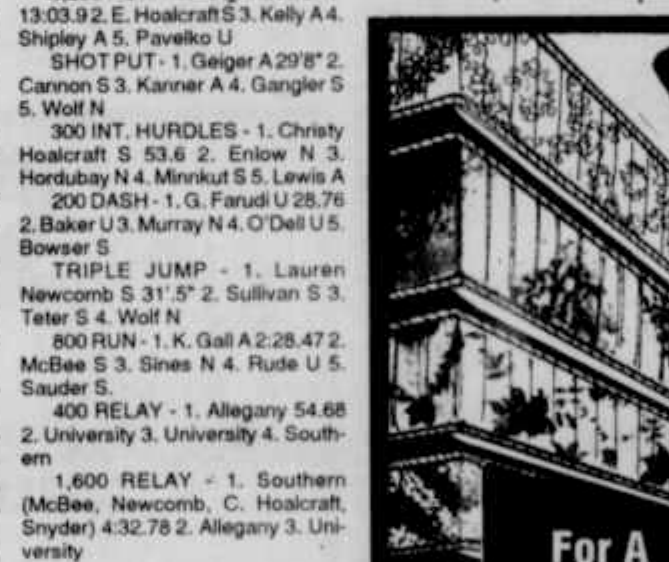 13:03.9 2. E. Hoalcraft S 3. Kelly A 4.
Shipley A 5. Pavelko U
SHOT PUT - 1. Geiger A 29'8" 2.
Cannon S 3. Kanner A 4. Gangler S
5. Wolf N
300 INT. HURDLES - 1. Christy
Hoalcraft S 53.6 2. Enlow N 3.
Hordubay N 4. Minnkut S 5. Lewis A
200 DASH - 1. G. Farudi U 28.76
2. Baker U 3. Murray N 4. O'Dell U 5.
Bowser S
TRIPLE JUMP - 1. Lauren
Newcomb S 31'.5" 2. Sullivan S 3.
Teter S 4. Wolf N
800 RUN - 1. K. Gall A 2:28.47 2.
McBee S 3. Sines N 4. Rude U 5.
Sauder S.
400 RELAY - 1. Allegany 54.68
2. University 3. University 4. South-
ern
1,600 RELAY - 1. Southern
(McBee, Newcomb, C. Hoalcraft,
Snyder) 4:32.78 2. Allegany 3. Uni-
versity
For A